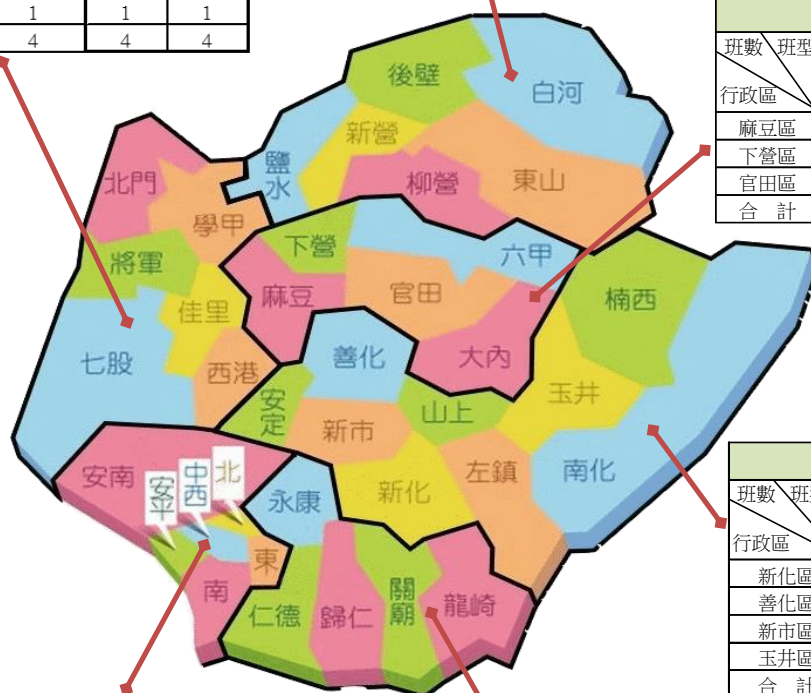 1 1 1
4 4 4
班數 班型
行政區
麻豆區
下營區
官田區
合 計
後壁
白河
新營
鹽水
柳營
東山
北門
學甲
下營
六甲
將軍
麻豆
官田
楠西
佳里
七股
西港
善化
大內
玉井
安定
山上
新市
安南
安平
中西
北
永康
新化
左鎮
南化
東
南
仁德
歸仁
關廟
龍崎
班數 班
行政區
新化區
善化區
新市區
玉井區
合 計